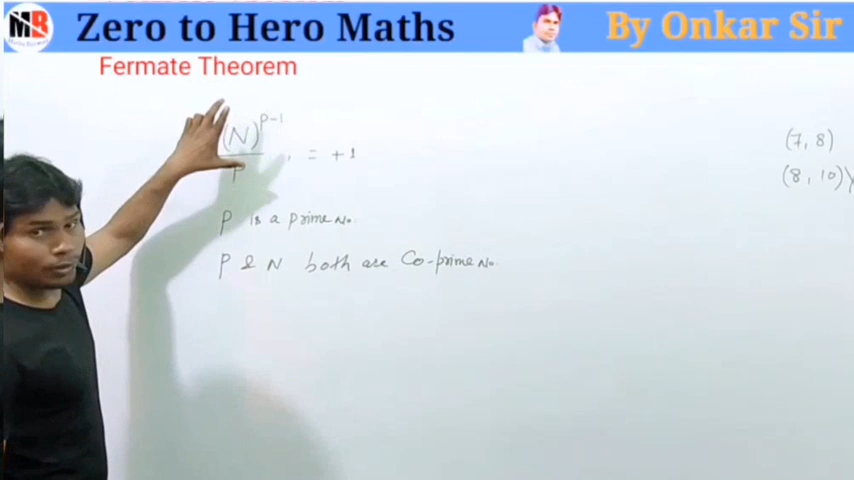 MB
Zero to Hero Maths
By Onkar Sir
Fermate Theorem
(N)^P-1
P
= +1
(7, 8)
(8, 10)
P is a prime No.
P & N both are Co-prime No.